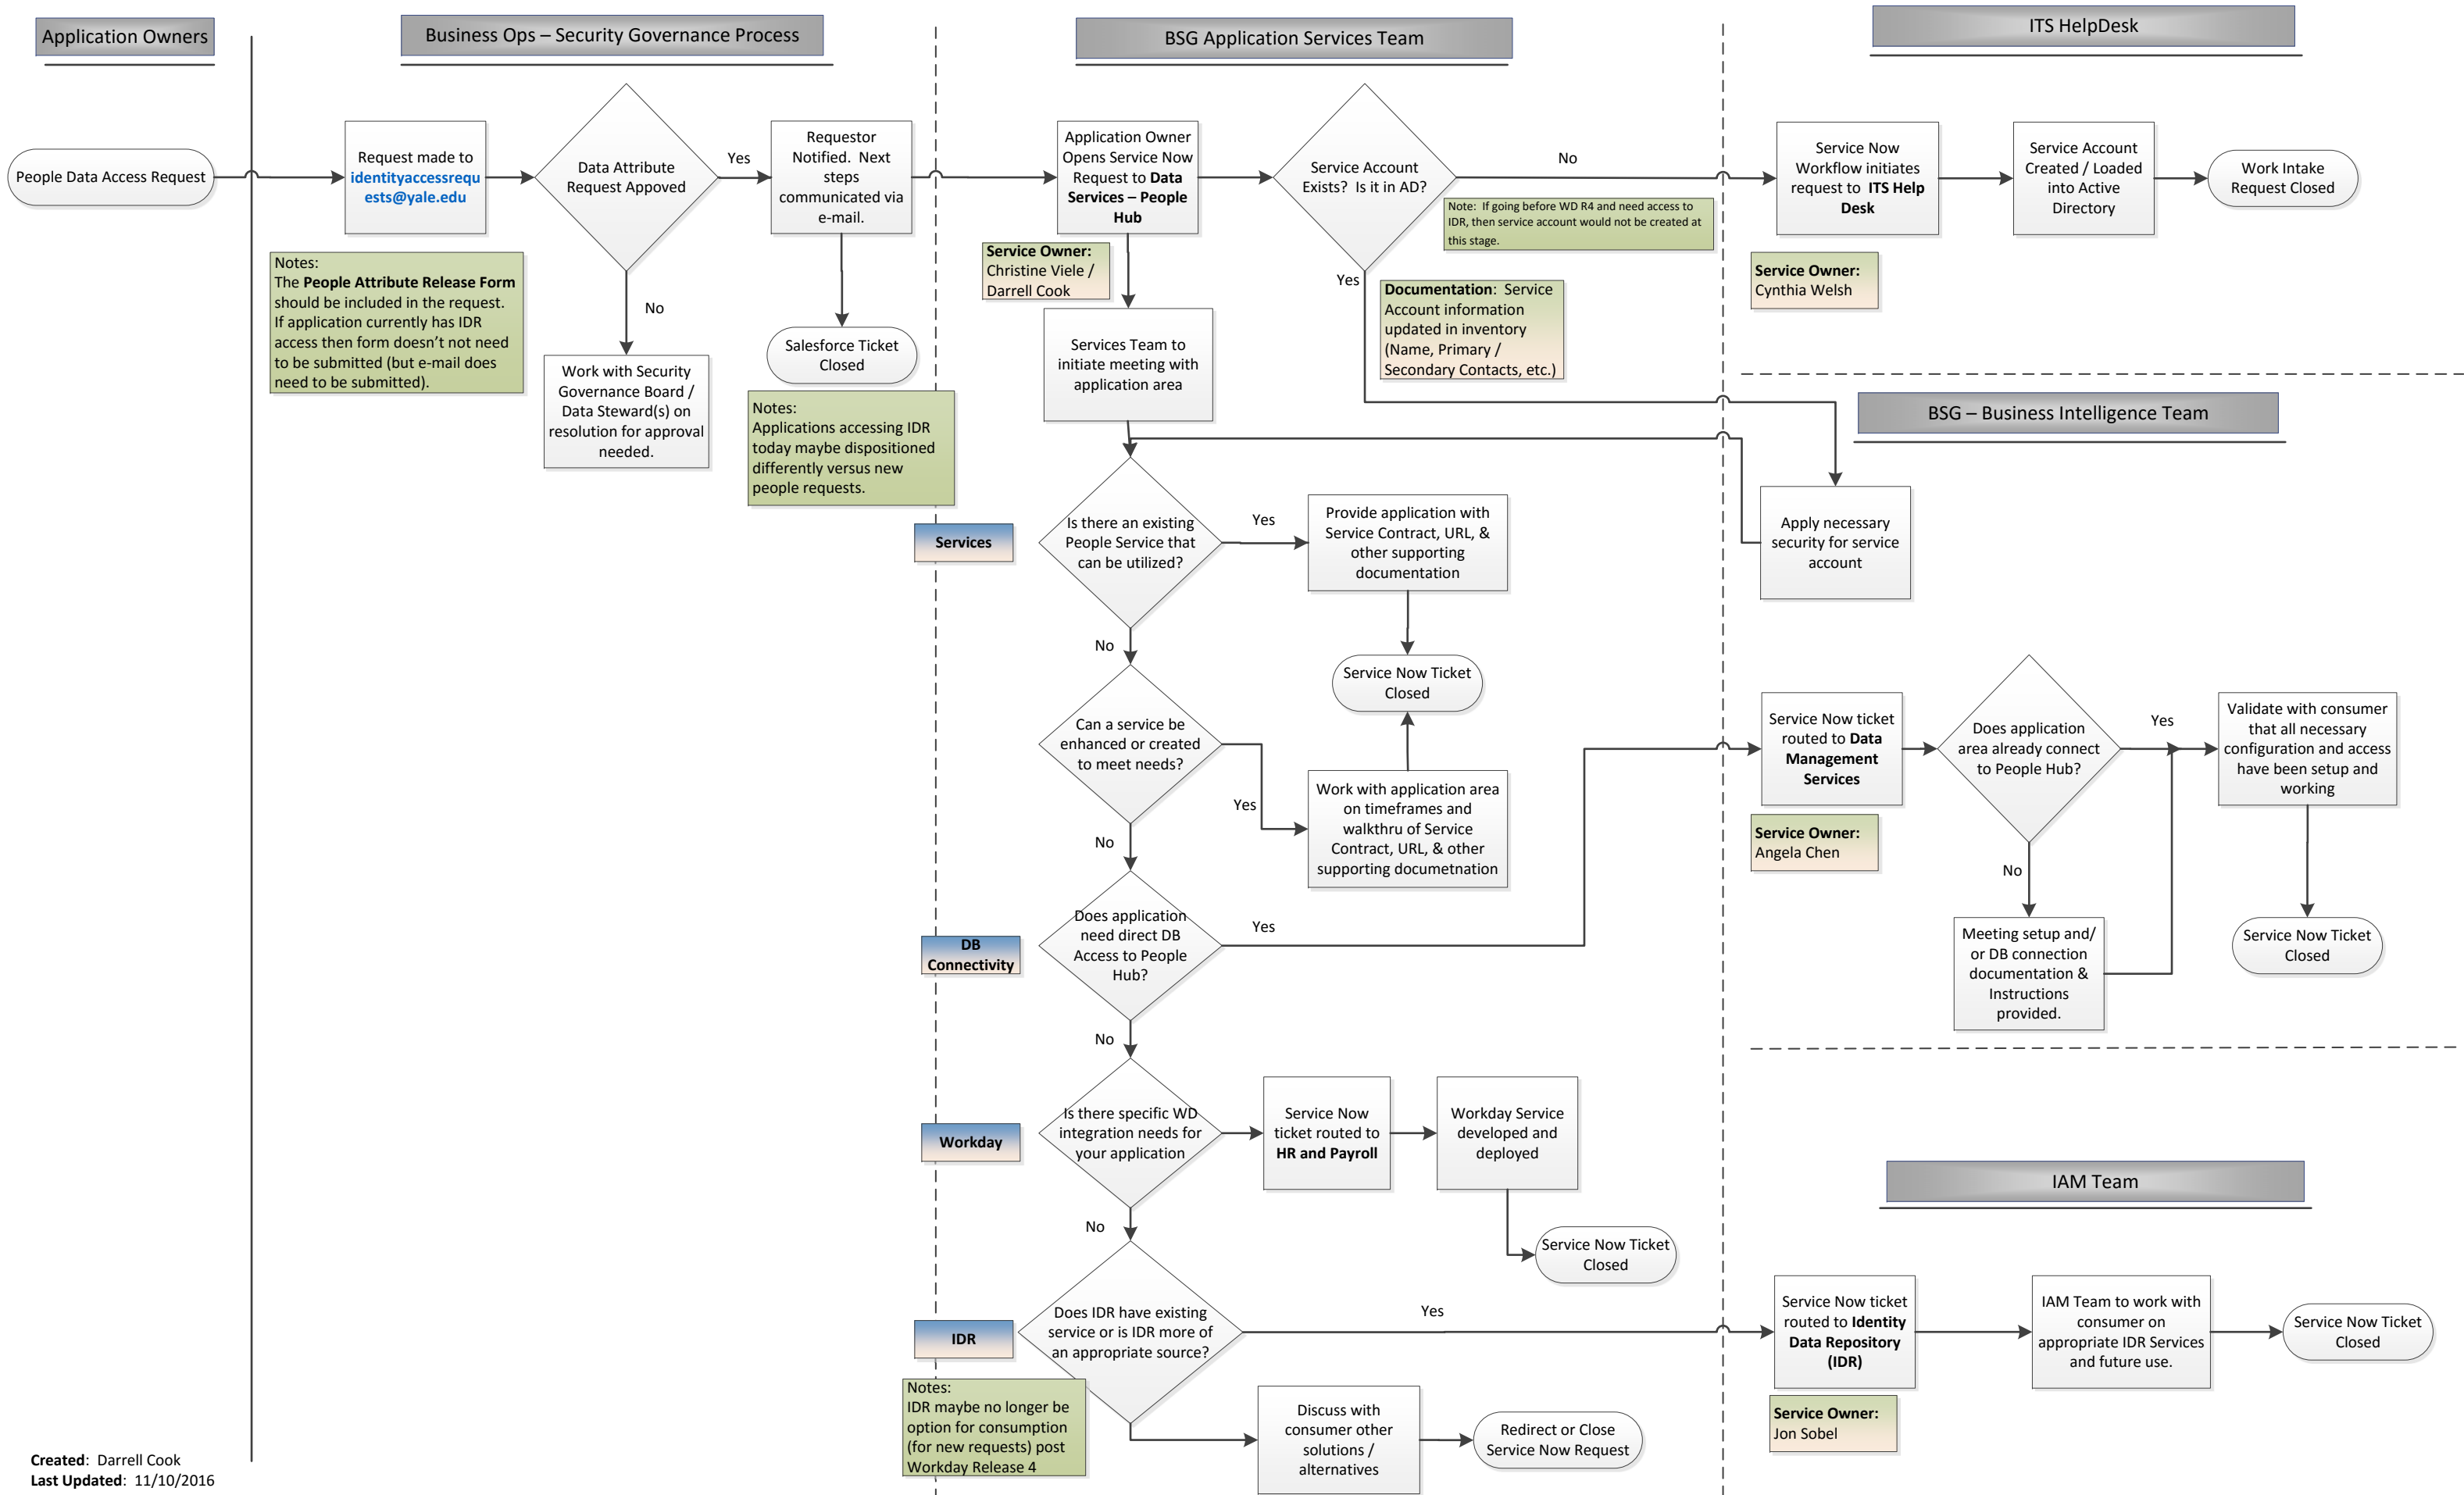 Application Owners
Business Ops – Security Governance Process
BSG Application Services Team
ITS HelpDesk
People Data Access Request
Request made to
identityaccessrequ
ests@yale.edu
Notes:
The People Attribute Release Form
should be included in the request.
If application currently has IDR
access then form doesn't not need
to be submitted (but e-mail does
need to be submitted).
Data Attribute
Request Appoved
Yes
No
Work with Security
Governance Board /
Data Steward(s) on
resolution for approval
needed.
Requestor
Notified.  Next
steps
communicated via
e-mail.
Salesforce Ticket
Closed
Notes:
Applications accessing IDR
today maybe dispositioned
differently versus new
people requests.
Application Owner
Opens Service Now
Request to Data
Services – People
Hub
Service Owner:
Christine Viele /
Darrell Cook
Services Team to
initiate meeting with
application area
Service Account
Exists?  Is it in AD?
No
Note:  If going before WD R4 and need access to
IDR, then service account would not be created at
this stage.
Yes
Documentation:  Service
Account information
updated in inventory
(Name, Primary /
Secondary Contacts, etc.)
Service Now
Workflow initiates
request to  ITS Help
Desk
Service Owner:
Cynthia Welsh
Service Account
Created / Loaded
into Active
Directory
Work Intake
Request Closed
BSG – Business Intelligence Team
Apply necessary
security for service
account
Services
Is there an existing
People Service that
can be utilized?
Yes
Provide application with
Service Contract, URL, &
other supporting
documentation
No
Service Now Ticket
Closed
Can a service be
enhanced or created
to meet needs?
Yes
Work with application area
on timeframes and
walkthru of Service
Contract, URL, & other
supporting documetnation
No
DB
Connectivity
Does application
need direct DB
Access to People
Hub?
Yes
Service Now ticket
routed to Data
Management
Services
Service Owner:
Angela Chen
Does application
area already connect
to People Hub?
Yes
Validate with consumer
that all necessary
configuration and access
have been setup and
working
No
Meeting setup and/
or DB connection
documentation &
Instructions
provided.
Service Now Ticket
Closed
No
Workday
Is there specific WD
integration needs for
your application
Service Now
ticket routed to
HR and Payroll
Workday Service
developed and
deployed
Service Now Ticket
Closed
No
IAM Team
IDR
Does IDR have existing
service or is IDR more of
an appropriate source?
Yes
Service Now ticket
routed to Identity
Data Repository
(IDR)
Service Owner:
Jon Sobel
IAM Team to work with
consumer on
appropriate IDR Services
and future use.
Service Now Ticket
Closed
Notes:
IDR maybe no longer be
option for consumption
(for new requests) post
Workday Release 4
Discuss with
consumer other
solutions /
alternatives
Redirect or Close
Service Now Request
Created:  Darrell Cook
Last Updated:  11/10/2016